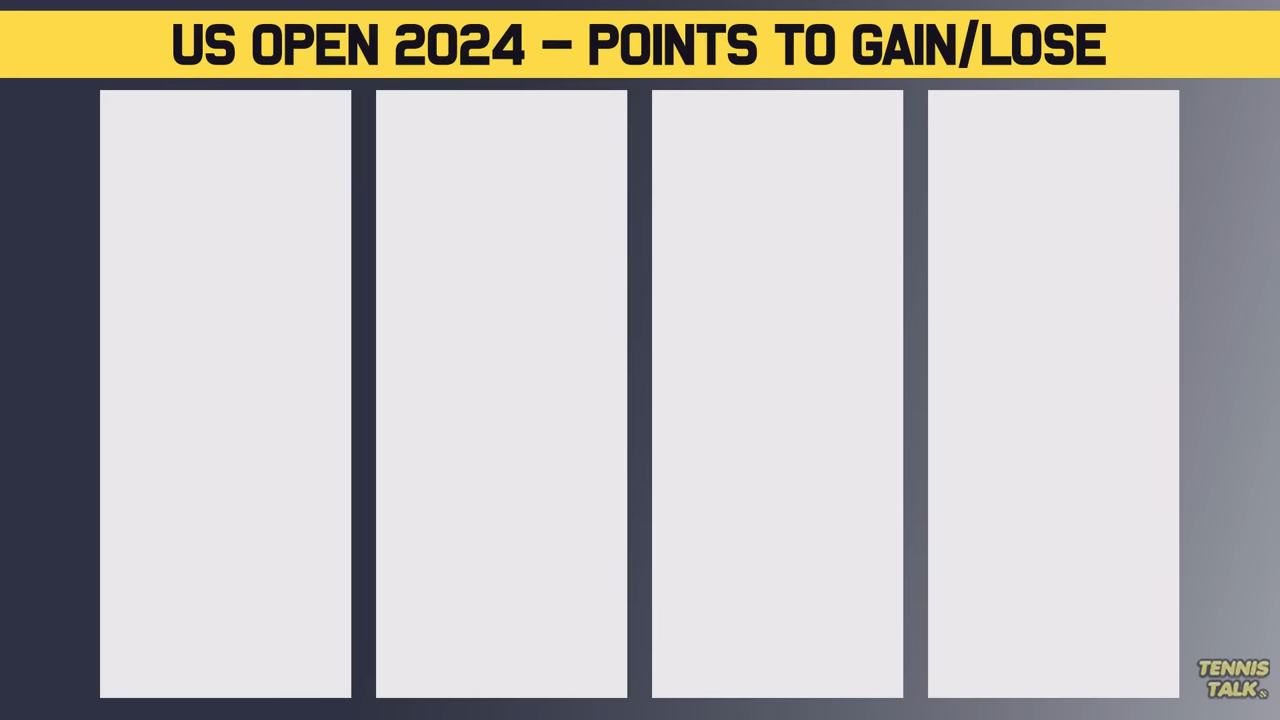 US OPEN 2024 – POINTS TO GAIN/LOSE
TENNIS
TALK